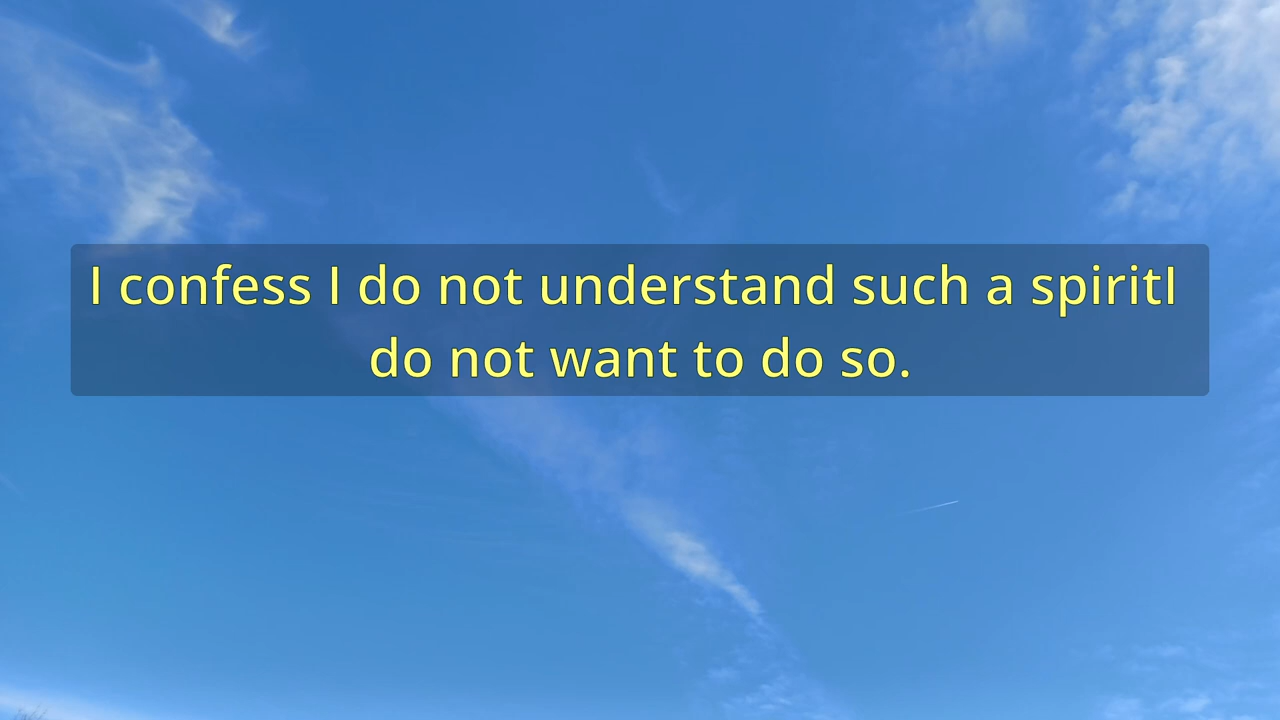 I confess I do not understand such a spiritI
do not want to do so.